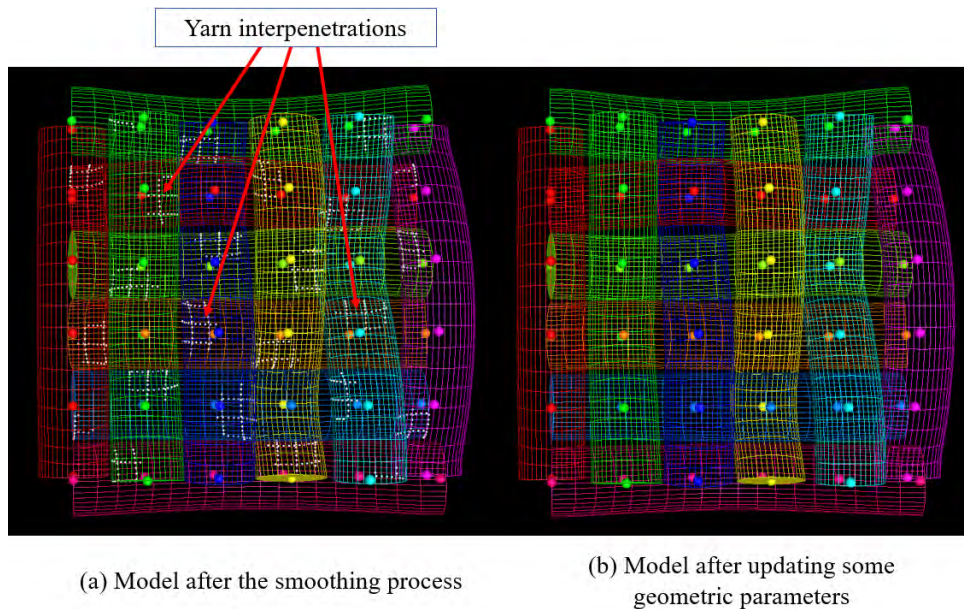 Yarn interpenetrations
(a) Model after the smoothing process
(b) Model after updating some
geometric parameters